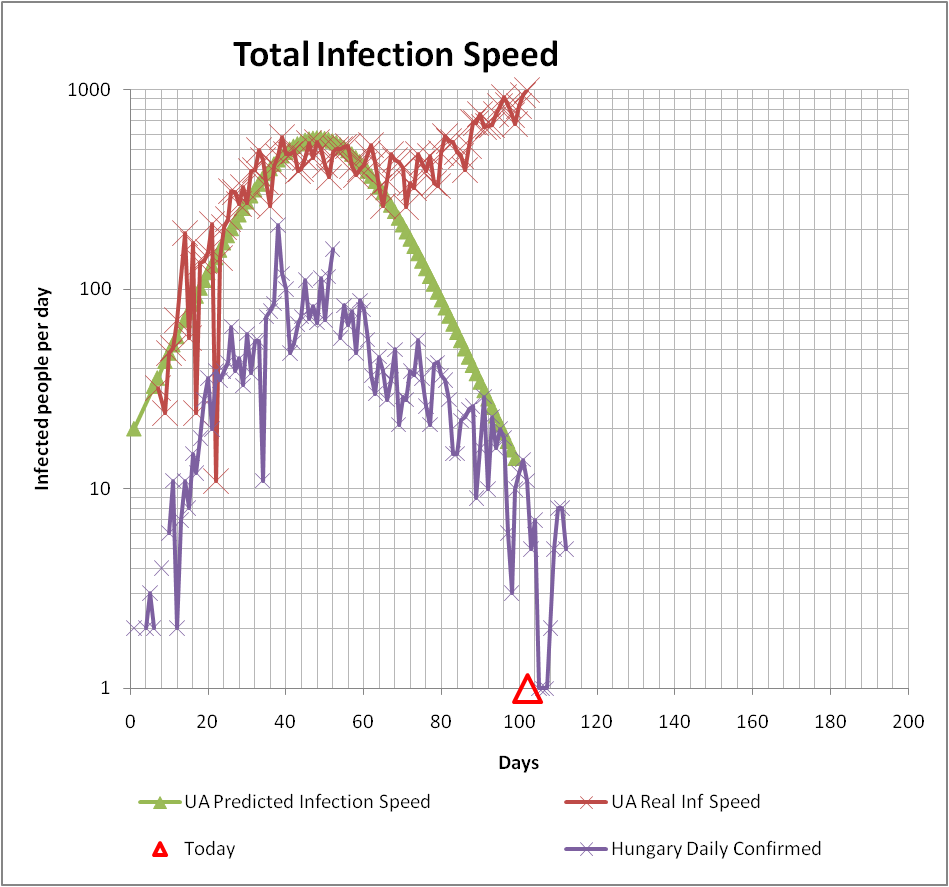 Total Infection Speed
1000
100
10
1
Infected people per day
0 20 40 60 80 100 120 140 160 180 200
Days
UA Predicted Infection Speed UA Real Inf Speed
Today Hungary Daily Confirmed